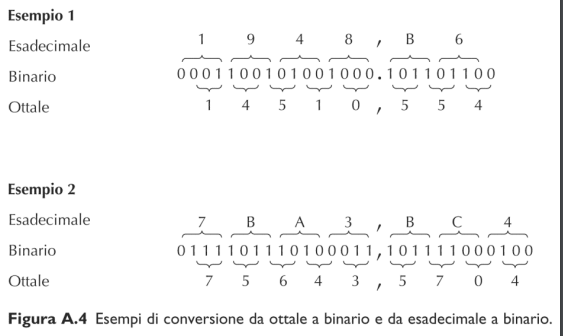 Esempio 1
Esadecimale 1 9 4 8 , B 6
Binario 0001100101001000.101101100
Ottale 1 4 5 1 0 , 5 5 4
Esempio 2
Esadecimale 7 B A 3 , B C 4
Binario 0111101110100011,101111000100
Ottale 7 5 6 4 3 , 5 7 0 4
Figura A.4 Esempi di conversione da ottale a binario e da esadecimale a binario.